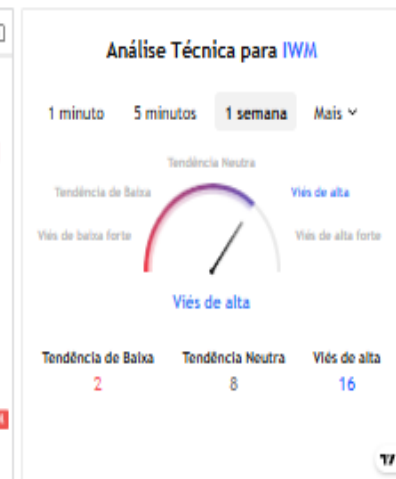 Análise Técnica para IWM
1 minuto 5 minutos 1 semana Mais
Tendência Neutra
Tendência de Baixa Viés de alta
Viés de baixa forte Viés de alta forte
Viés de alta
Tendência de Baixa Tendência Neutra Viés de alta
2 8 16